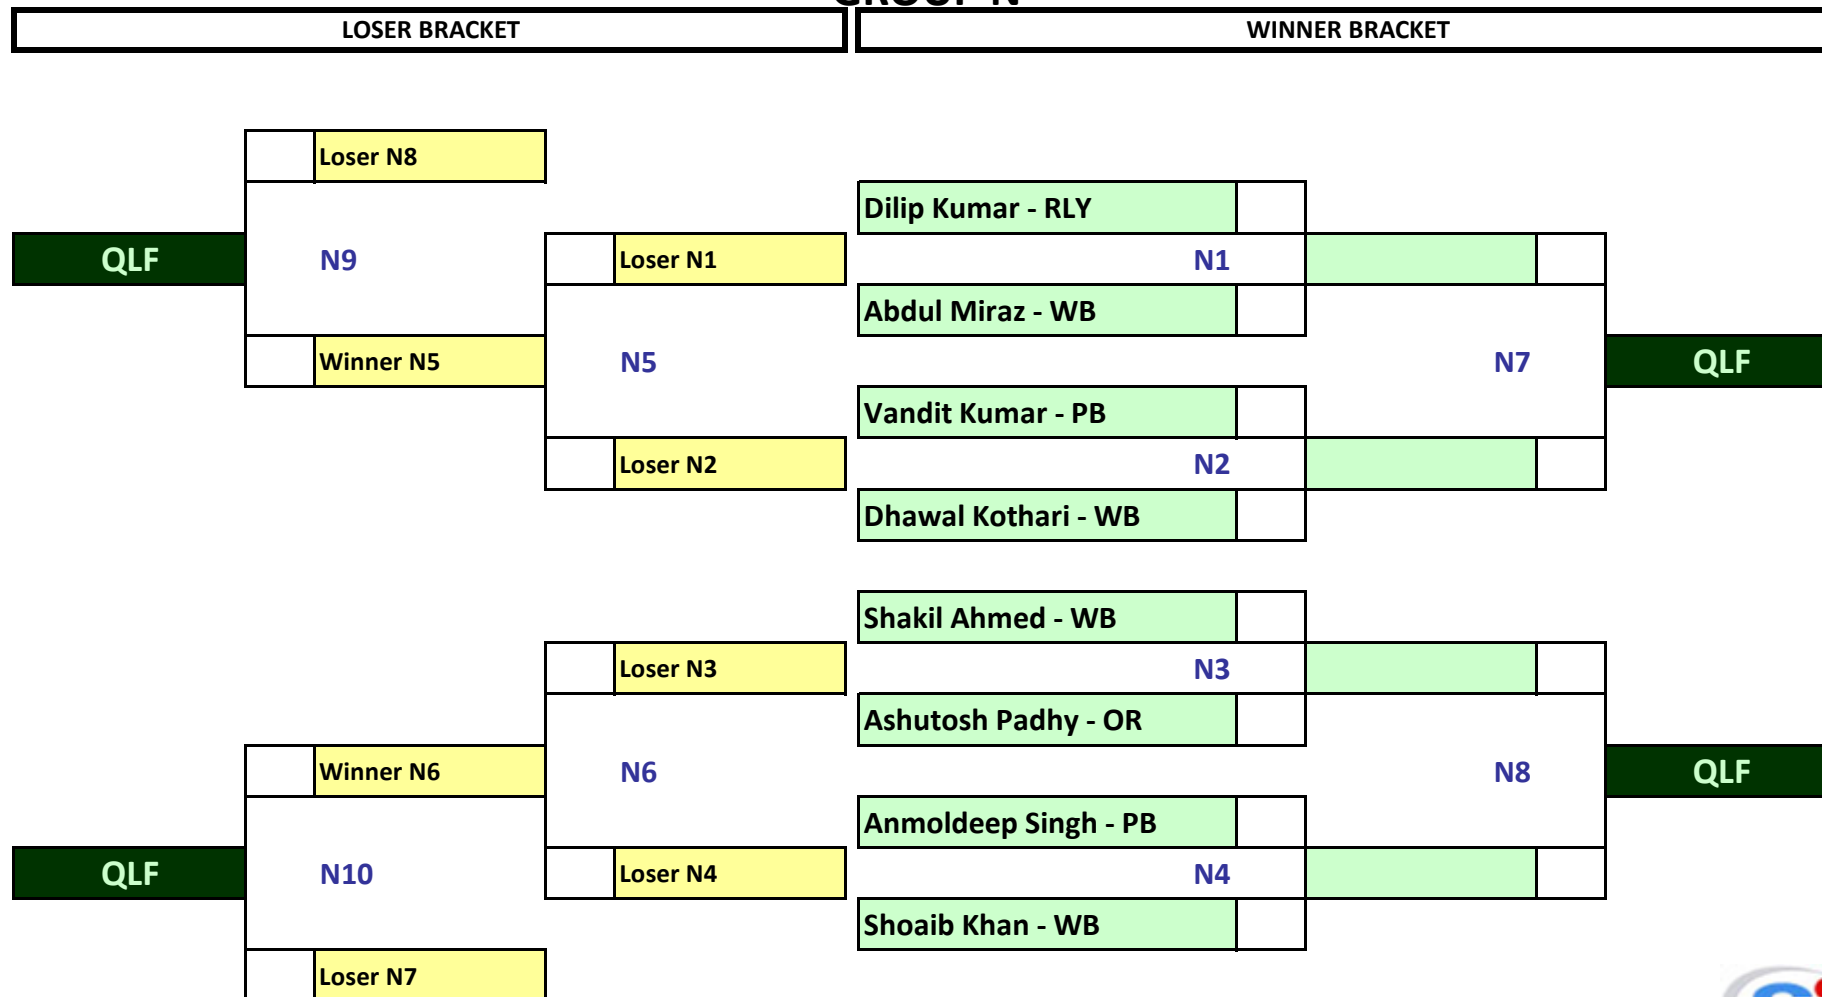 GROUP N
LOSER BRACKET
WINNER BRACKET
Loser N8
Dilip Kumar - RLY
QLF
N9
Loser N1
N1
Abdul Miraz - WB
Winner N5
N5
N7
QLF
Vandit Kumar - PB
Loser N2
N2
Dhawal Kothari - WB
Shakil Ahmed - WB
Loser N3
N3
Ashutosh Padhy - OR
Winner N6
N6
N8
QLF
Anmoldeep Singh - PB
QLF
N10
Loser N4
N4
Shoaib Khan - WB
Loser N7